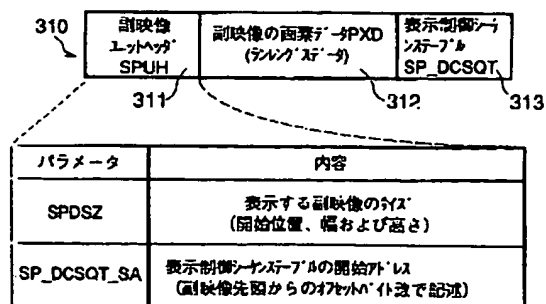 310
副映像
ユニットヘッダ
SPUH
副映像の画素データPXD
(ランレングスデータ)
表示制御シーケ
ンステーブル
SP_DCSQT
311
312
313
パラメータ
内容
SPDSZ
表示する副映像のサイズ
(開始位置、幅および高さ)
SP_DCSQT_SA
表示制御シーケンステーブルの開始アドレス
(副映像先頭からのオフセットバイト数で記述)